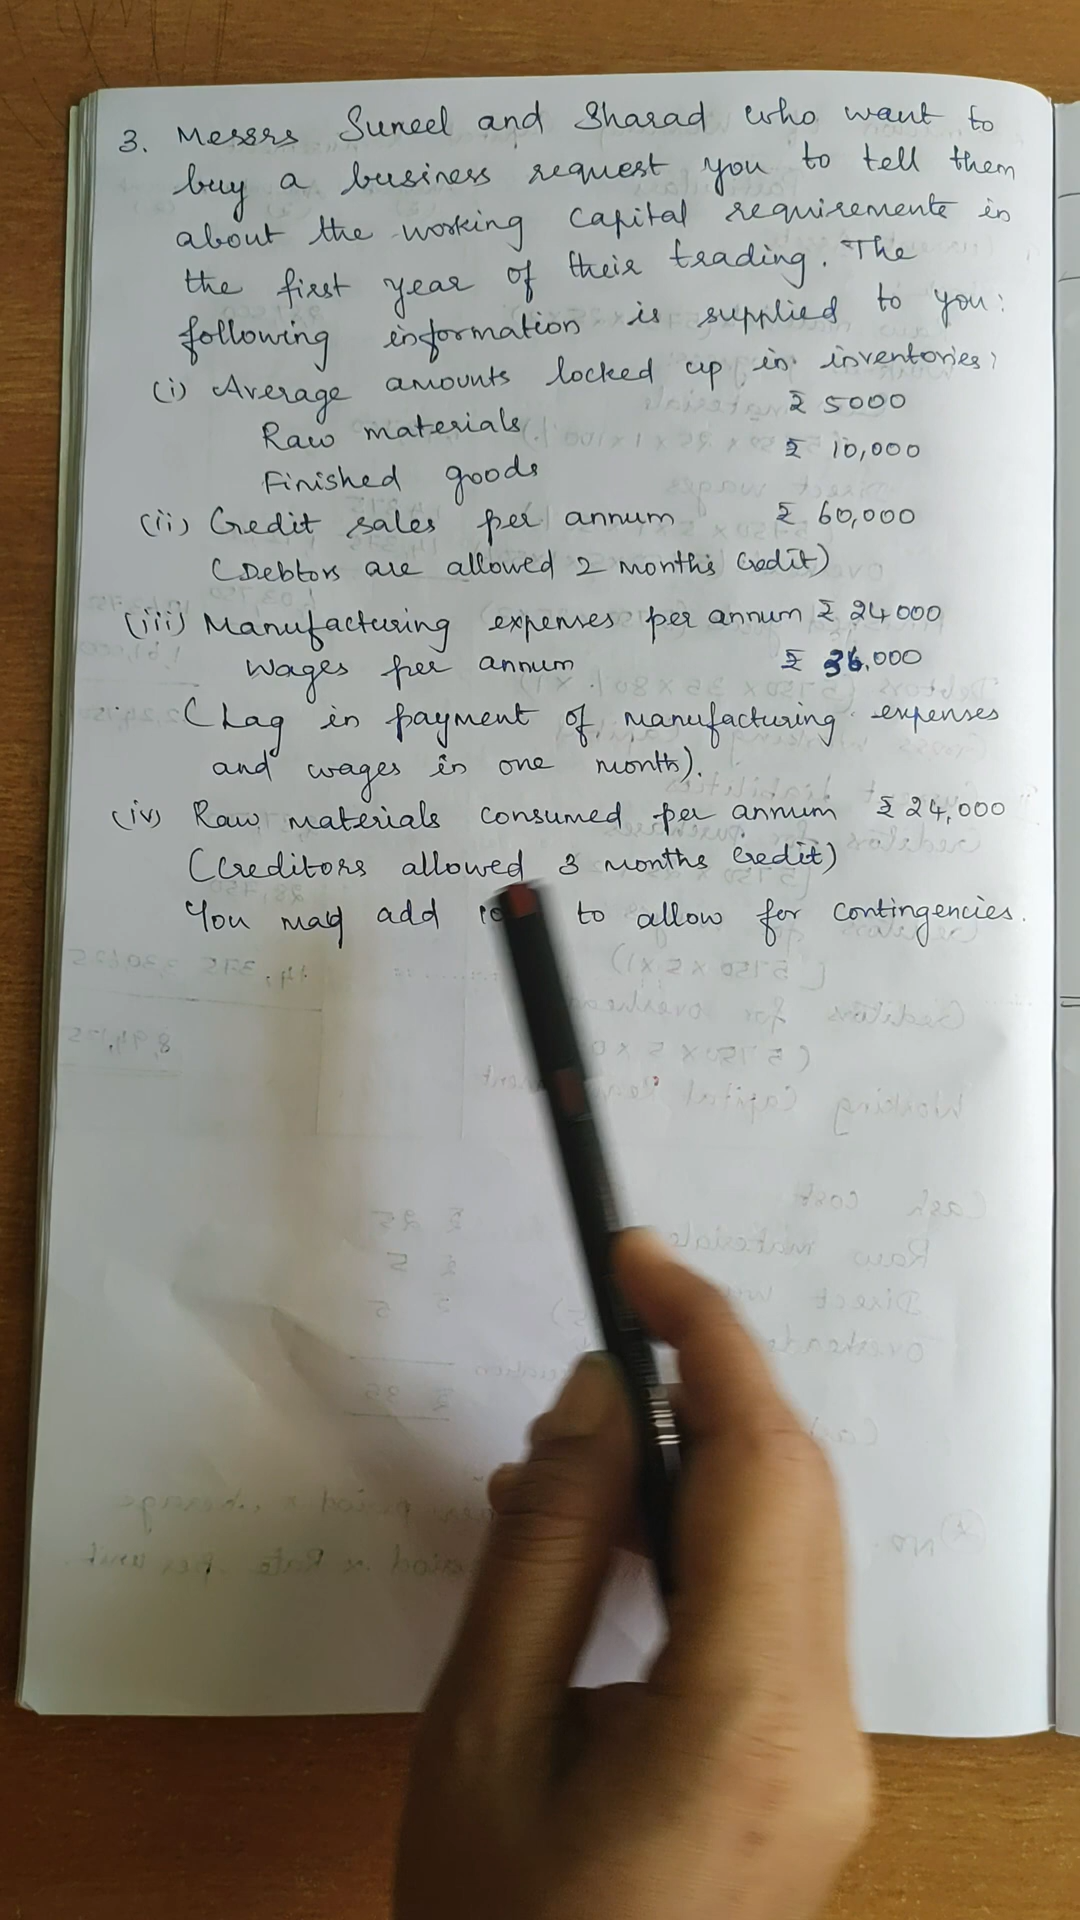 3. Messrs Suneel and Sharad who want to
buy a business request you to tell them
about the working capital requirements in
the first year of their trading. The
following information is supplied to you:
(i) Average amounts locked up in inventories:
Raw materials ₹ 5000
Finished goods ₹ 10,000
(ii) Credit sales per annum ₹ 60,000
(Debtors are allowed 2 months credit)
(iii) Manufacturing expenses per annum ₹ 24000
Wages per annum ₹ 36,000
(Lag in payment of manufacturing expenses
and wages is one month).
(iv) Raw materials consumed per annum ₹ 24,000
(Creditors allowed 3 months credit)
You may add to allow for contingencies.